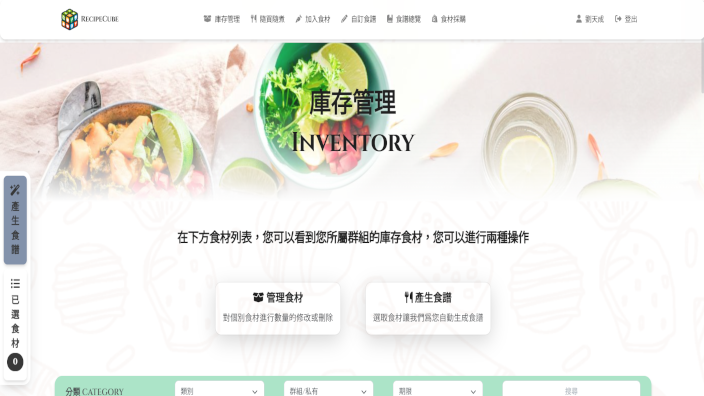 RECIPECUBE
庫存管理
隨買隨煮
加入食材
自訂食譜
食譜總覽
食材採購
劉天成
登出
庫存管理
INVENTORY
產生食譜
已選食材
0
在下方食材列表，您可以看到您所屬群組的庫存食材，您可以進行兩種操作
管理食材
對個別食材進行數量的修改或刪除
產生食譜
選取食材讓我們為您自動生成食譜
分類 CATEGORY
類別
群組/私有
期限
搜尋